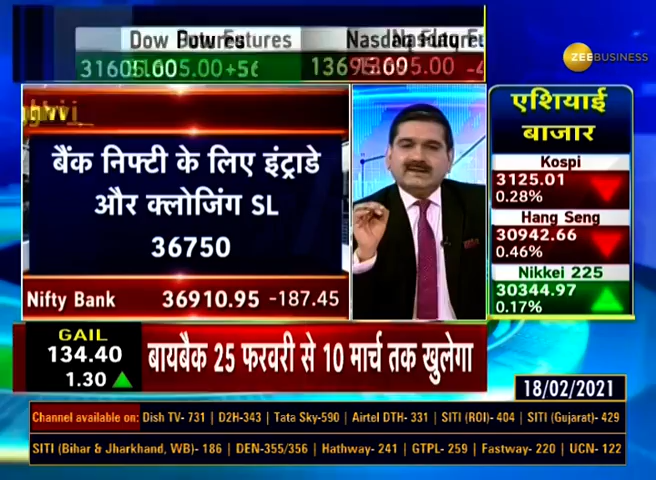 Dow Futures
Nasdaq Futures
ZEEBUSINESS
बैंक निफ्टी के लिए इंट्राडे
और क्लोजिंग SL
36750
Nifty Bank 36910.95 -187.45
एशियाई
बाजार
Kospi
3125.01
0.28%
Hang Seng
30942.66
0.46%
Nikkei 225
30344.97
0.17%
GAIL
134.40
1.30
बायबैक 25 फरवरी से 10 मार्च तक खुलेगा
18/02/2021
Channel available on: Dish TV- 731 | D2H-343 | Tata Sky-590 | Airtel DTH- 331 | SITI (ROI)- 404 | SITI (Gujarat)- 429
SITI (Bihar & Jharkhand, WB)- 186 | DEN-355/356 | Hathway- 241 | GTPL- 259 | Fastway- 220 | UCN- 122